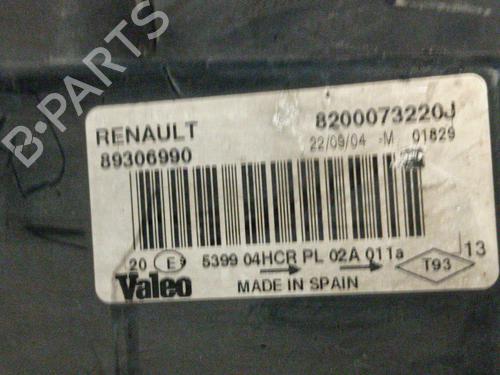 B-PARTS
RENAULT 8200073220J
89306990 22/09/04 -M 01829
20 E9 5399 04HCR PL 02A 011a 13
T93
Valeo MADE IN SPAIN